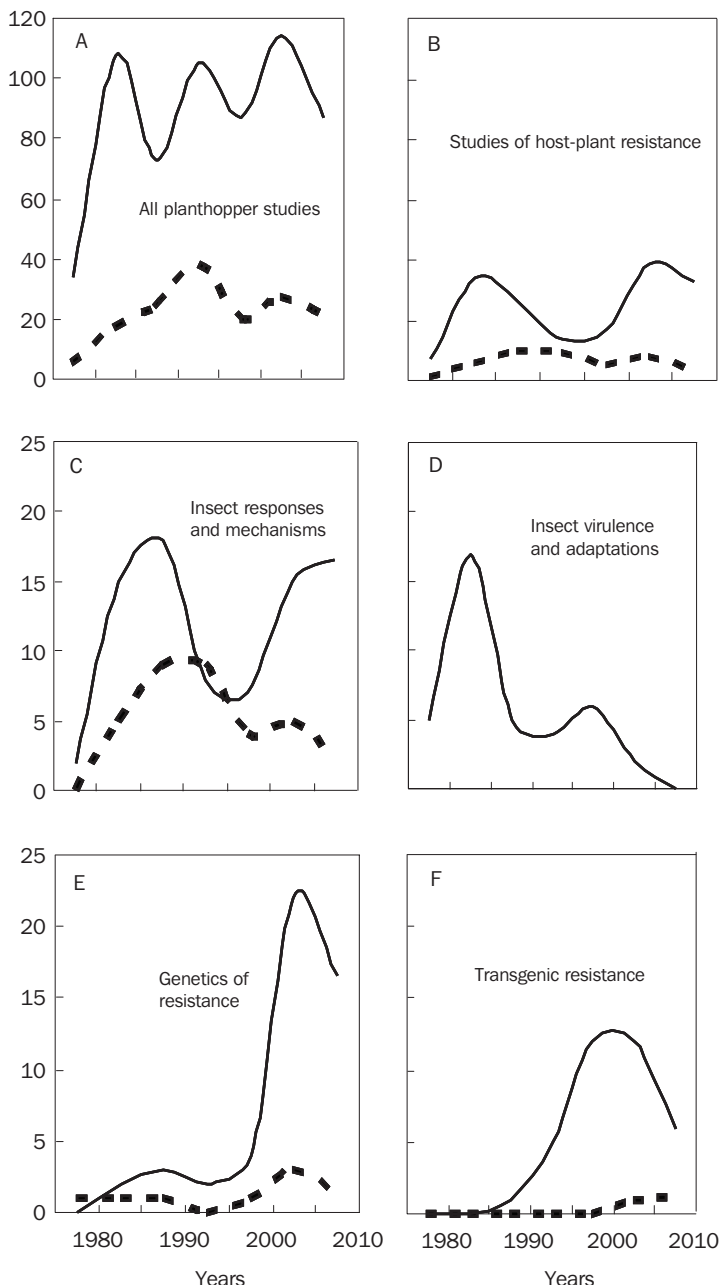 120
100
80
60
40
20
0
A
All planthopper studies
B
Studies of host-plant resistance
25
20
15
10
5
0
C
Insect responses
and mechanisms
D
Insect virulence
and adaptations
25
20
15
10
5
0
E
Genetics of
resistance
1980 1990 2000 2010
Years
F
Transgenic resistance
1980 1990 2000 2010
Years